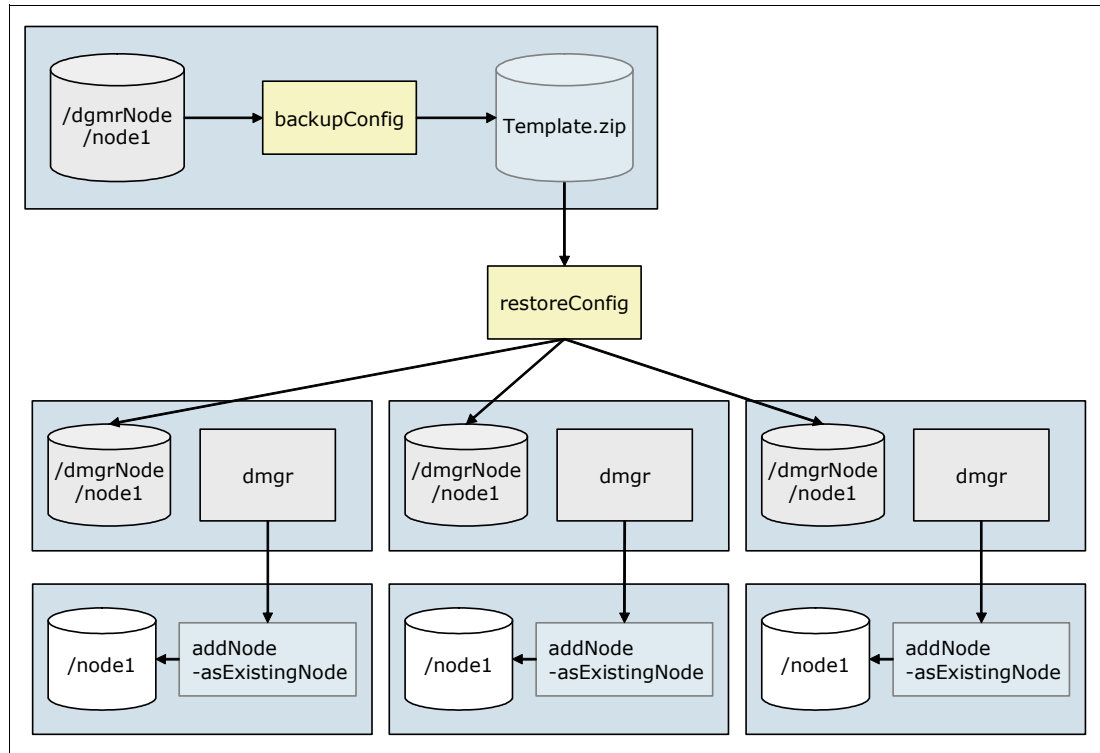 /dgmrNode
/node1
backupConfig
Template.zip
restoreConfig
/dmgrNode
/node1
dmgr
/dmgrNode
/node1
dmgr
/dmgrNode
/node1
dmgr
/node1
addNode
-asExistingNode
/node1
addNode
-asExistingNode
/node1
addNode
-asExistingNode